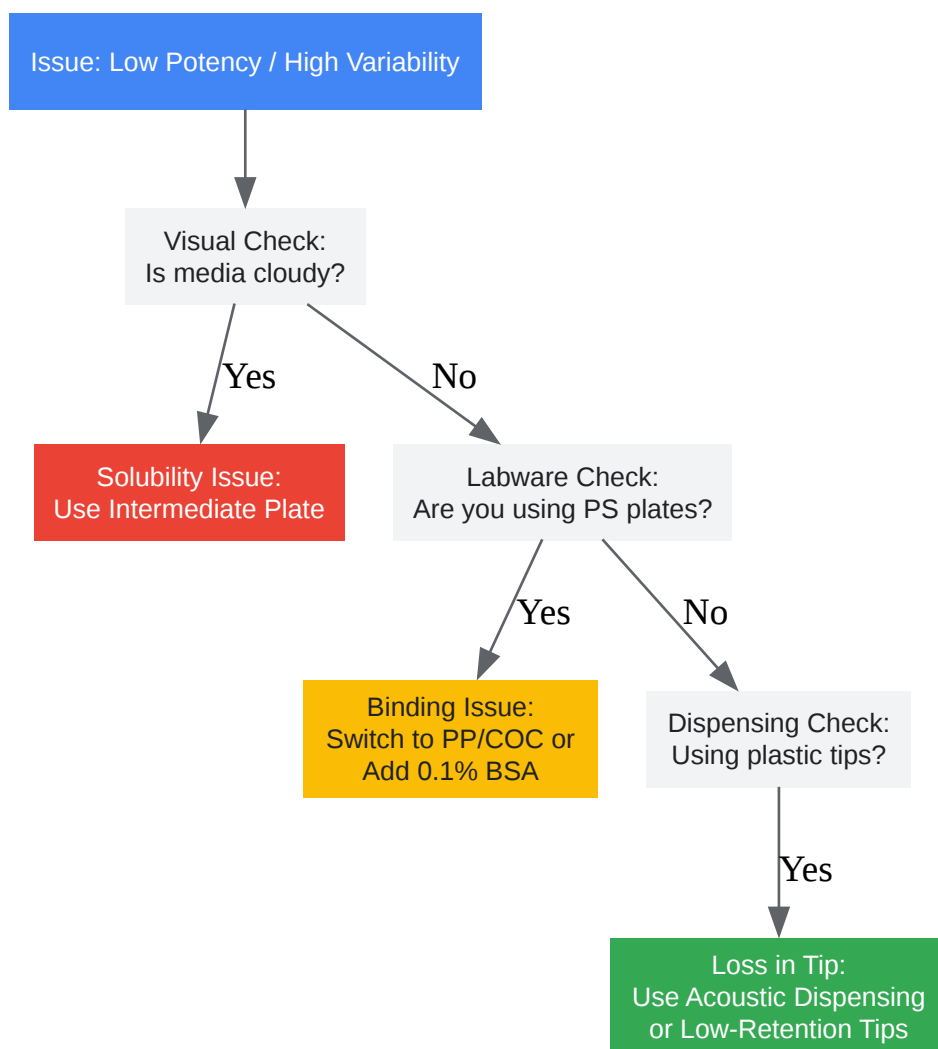 Issue: Low Potency / High Variability
Visual Check:
Is media cloudy?
Yes
No
Solubility Issue:
Use Intermediate Plate
Labware Check:
Are you using PS plates?
Yes
No
Binding Issue:
Switch to PP/COC or
Add 0.1% BSA
Dispensing Check:
Using plastic tips?
Yes
Loss in Tip:
Use Acoustic Dispensing
or Low-Retention Tips